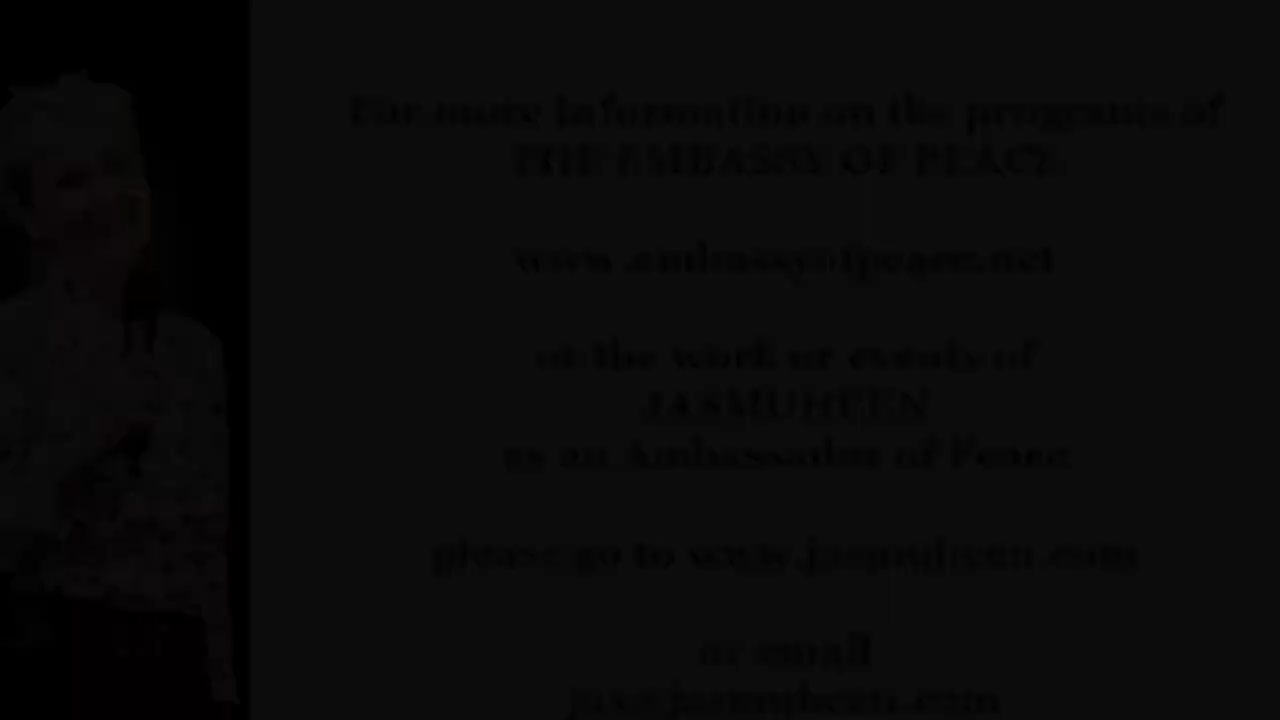 For more information on the programs of
THE EMBASSY OF PEACE
www.embassyofpeace.net
or the work or events of
JASMUHEEN
as an Ambassador of Peace
please go to www.jasmuheen.com
or email